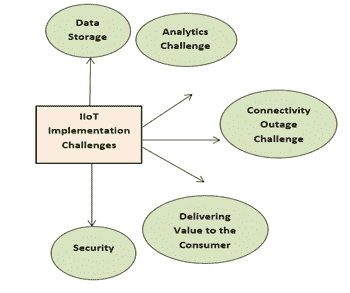 Data
Storage
Analytics
Challenge
IIoT
Implementation
Challenges
Connectivity
Outage
Challenge
Delivering
Value to the
Consumer
Security